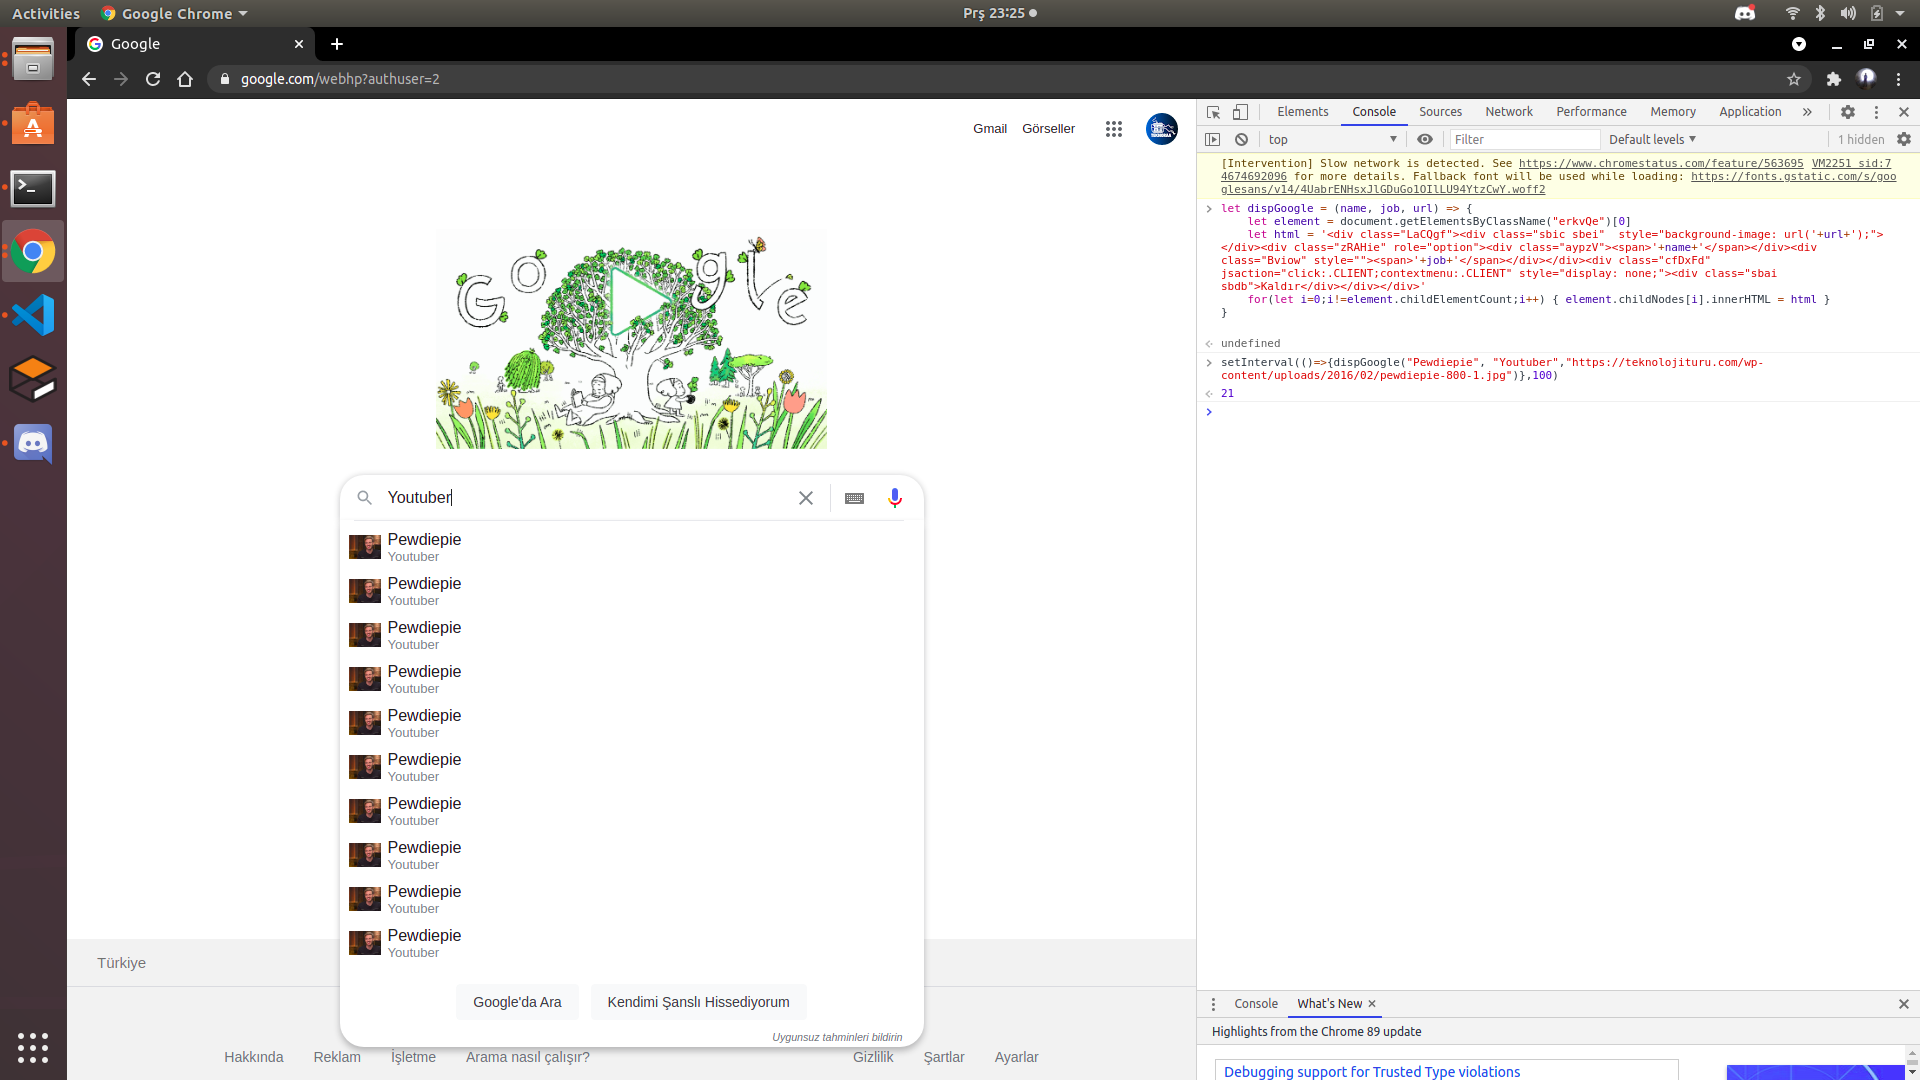 Activities
Google Chrome
Prş 23:25
Google
google.com/webhp?authuser=2
Gmail
Görseller
Google
Youtuber
Pewdiepie
Youtuber
Pewdiepie
Youtuber
Pewdiepie
Youtuber
Pewdiepie
Youtuber
Pewdiepie
Youtuber
Pewdiepie
Youtuber
Pewdiepie
Youtuber
Pewdiepie
Youtuber
Pewdiepie
Youtuber
Pewdiepie
Youtuber
Google'da Ara
Kendimi Şanslı Hissediyorum
Uygunsuz tahminleri bildirin
Türkiye
Hakkında
Reklam
İşletme
Arama nasıl çalışır?
Gizlilik
Şartlar
Ayarlar
Elements
Console
Sources
Network
Performance
Memory
Application
top
Filter
Default levels
1 hidden
[Intervention] Slow network is detected. See https://www.chromestatus.com/feature/563695 VM2251 sid:7
4674692096 for more details. Fallback font will be used while loading: https://fonts.gstatic.com/s/goo
glesans/v14/4UabrENHsxJlGDuGo1OIlLU94YtzCwY.woff2
let dispGoogle = (name, job, url) => {
let element = document.getElementsByClassName("erkvQe")[0]
let html = '<div class="LaCQgf"><div class="sbic sbei"  style="background-image: url('+url+');">
</div><div class="zRAHie" role="option"><div class="aypzV"><span>'+name+'</span></div><div
class="Bviow" style=""><span>'+job+'</span></div></div><div class="cfDxFd"
jsaction="click:.CLIENT;contextmenu:.CLIENT" style="display: none;"><div class="sbai
sbdb">Kaldır</div></div></div>'
for(let i=0;i!=element.childElementCount;i++) { element.childNodes[i].innerHTML = html }
}
undefined
setInterval(()=>{dispGoogle("Pewdiepie", "Youtuber","https://teknolojituru.com/wp-
content/uploads/2016/02/pewdiepie-800-1.jpg")},100)
21
Console
What's New
Highlights from the Chrome 89 update
Debugging support for Trusted Type violations